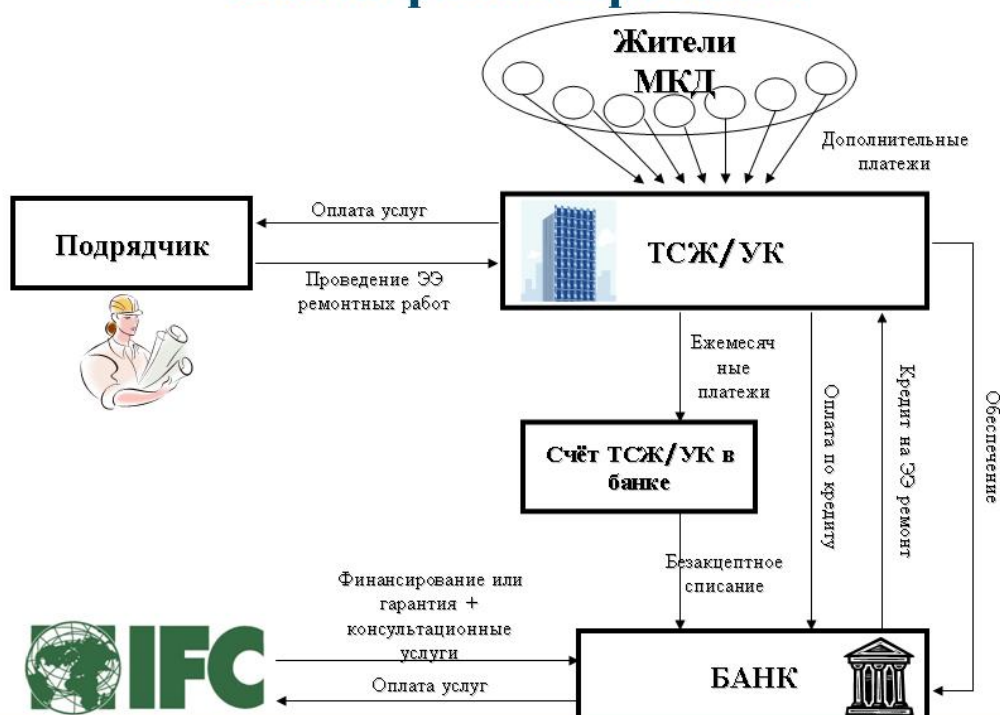 Жители
МКД
Дополнительные
платежи
Подрядчик
Оплата услуг
Проведение ЭЭ
ремонтных работ
ТСЖ/УК
Ежемесяч
ные
платежи
Оплата по кредиту
Кредит на ЭЭ ремонт
Обеспечение
Счёт ТСЖ/УК в
банке
Безакцептное
списание
Финансирование или
гарантия +
консультационные
услуги
Оплата услуг
IFC
БАНК